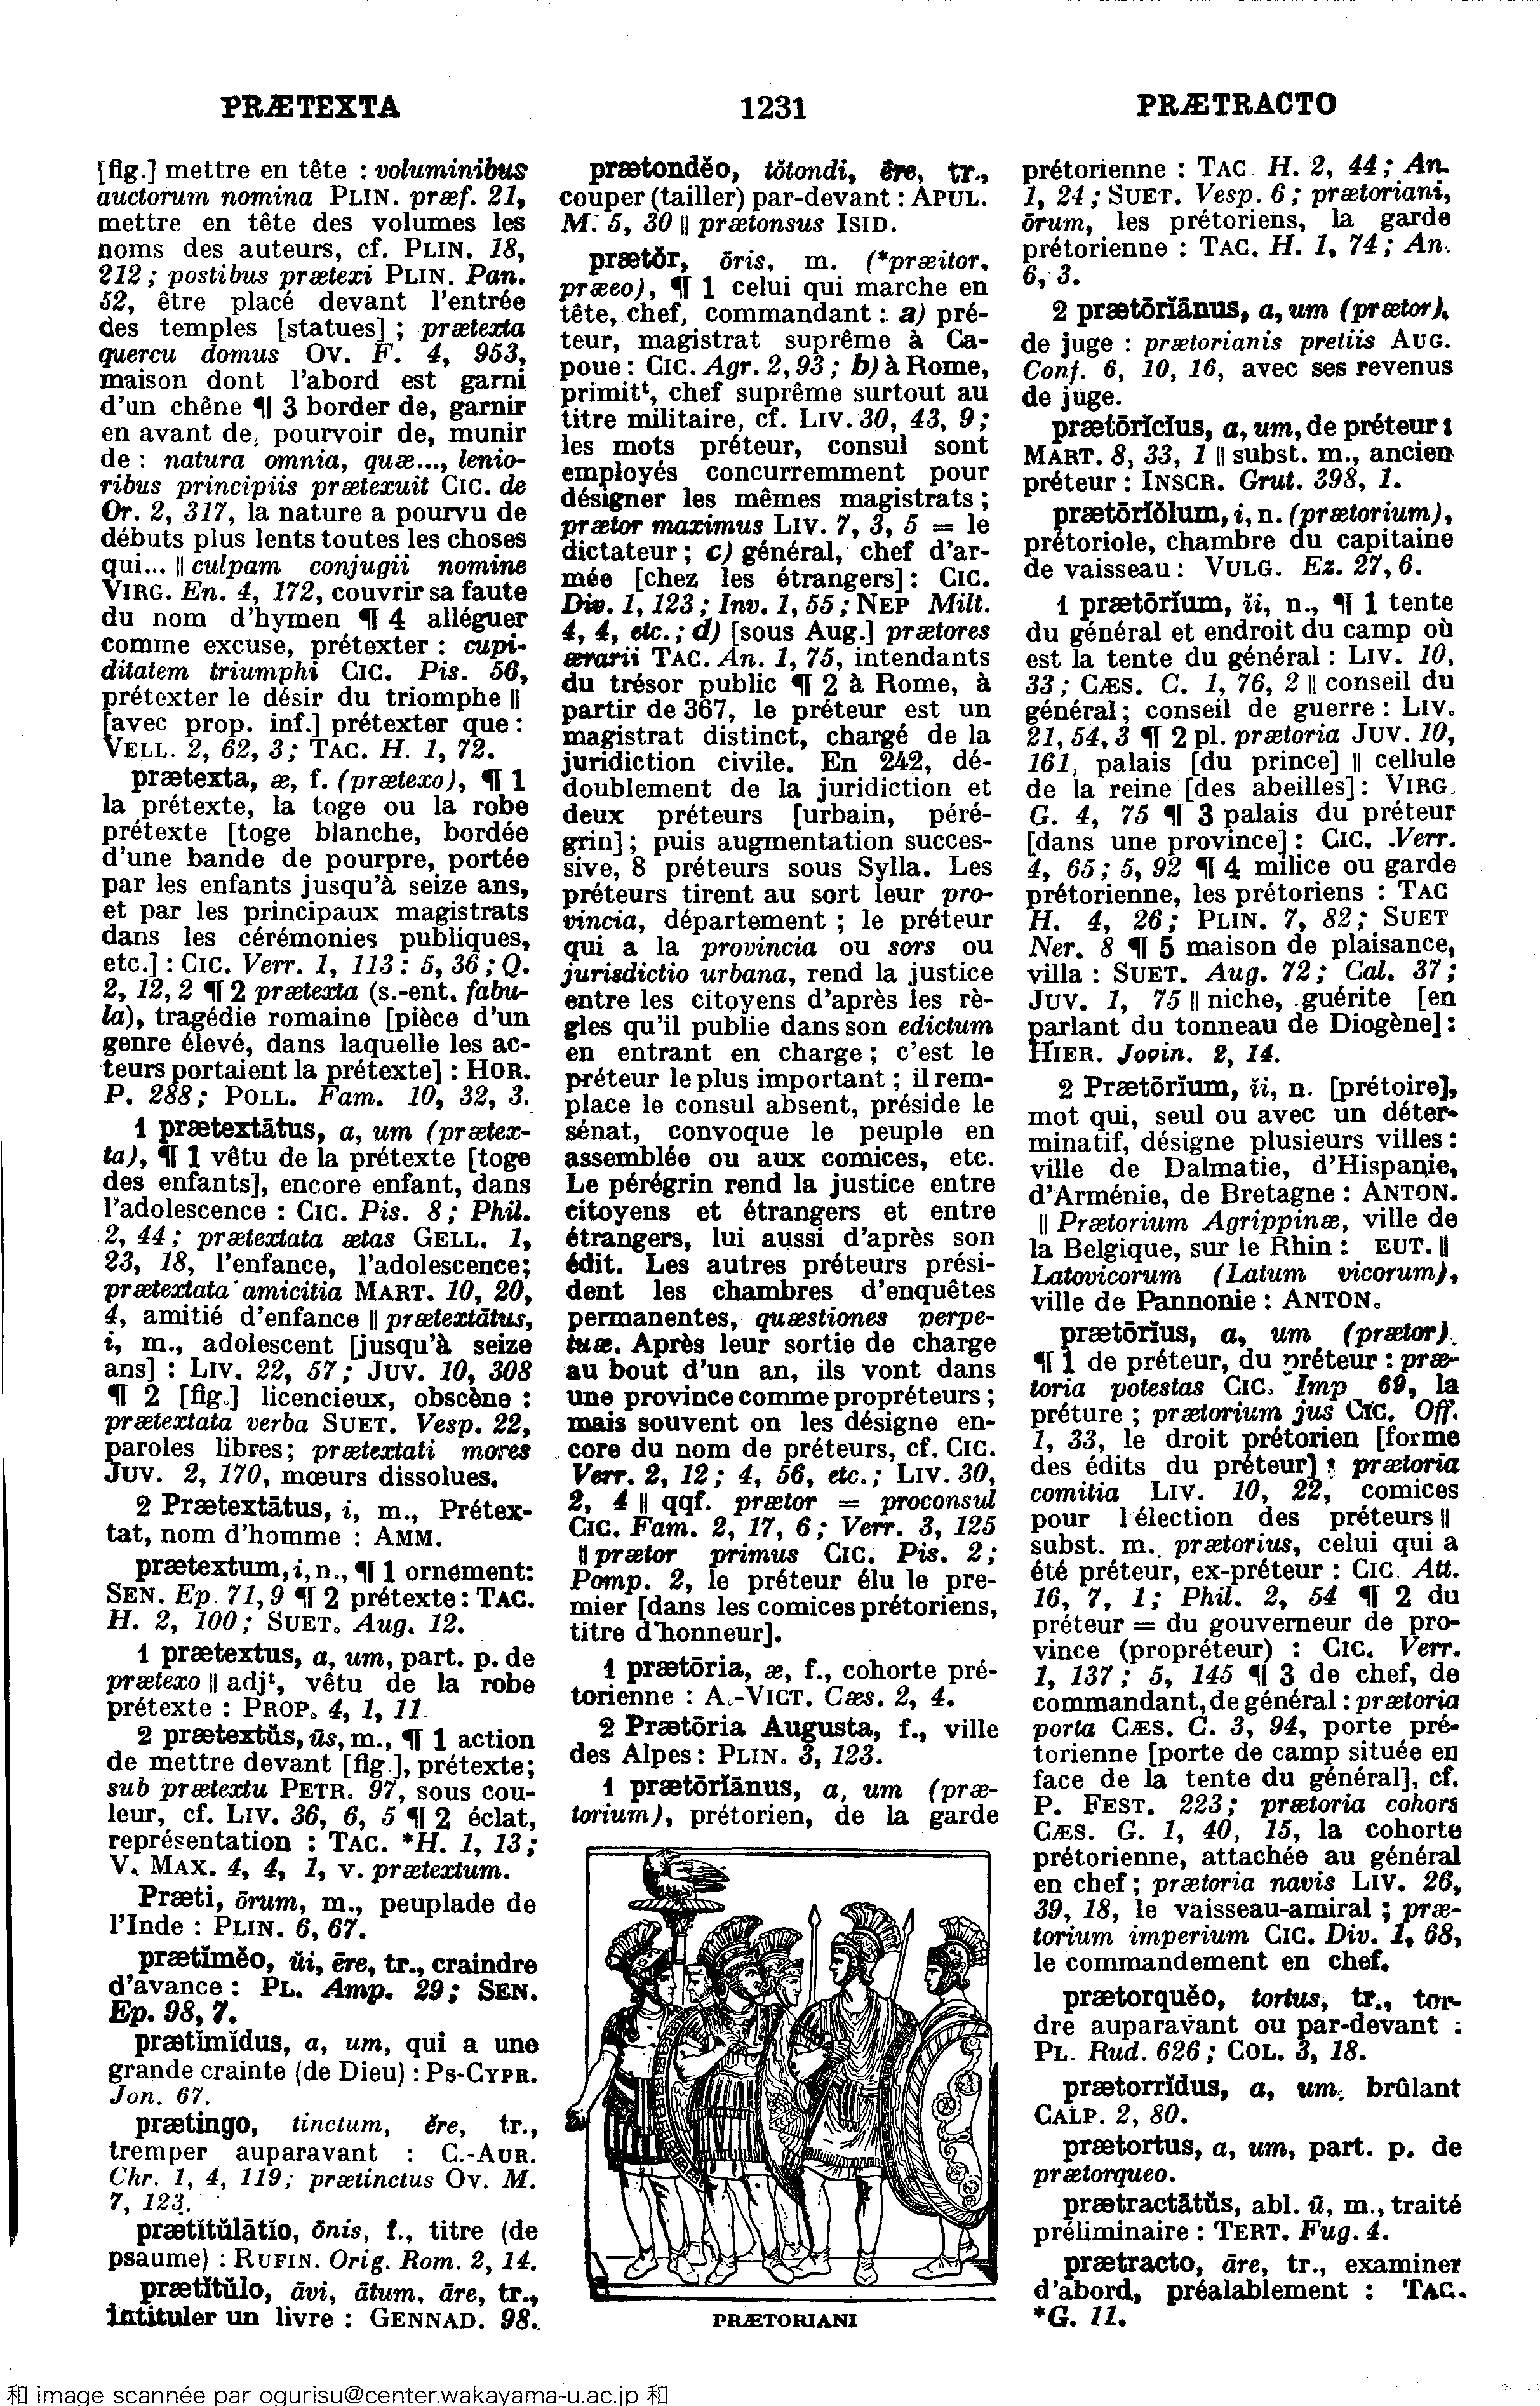 PRÆTEXTA
1231
PRÆTRACTO
[fig.] mettre en tête : voluminibus
auctorum nomina PLIN. præf. 21,
mettre en tête des volumes les
noms des auteurs, cf. PLIN. 18,
212 ; postibus prætexi PLIN. Pan.
52, être placé devant l'entrée
des temples [statues] ; prætexta
quercu domus OV. F. 4, 953,
maison dont l'abord est garni
d'un chêne ¶ 3 border de, garnir
en avant de, pourvoir de, munir
de : natura omnia, quæ..., lenio-
ribus principiis prætexuit CIC. de
Or. 2, 317, la nature a pourvu de
débuts plus lents toutes les choses
qui... || culpam conjugii nomine
VIRG. En. 4, 172, couvrir sa faute
du nom d'hymen ¶ 4 alléguer
comme excuse, prétexter : cupi-
ditatem triumphi CIC. Pis. 56,
prétexter le désir du triomphe ||
[avec prop. inf.] prétexter que :
VELL. 2, 62, 3 ; TAC. H. 1, 72.
prætexta, æ, f. (prætexo), ¶ 1
la prétexte, la toge ou la robe
prétexte [toge blanche, bordée
d'une bande de pourpre, portée
par les enfants jusqu'à seize ans,
et par les principaux magistrats
dans les cérémonies publiques,
etc.] : CIC. Verr. 1, 113 : 5, 36 ; Q.
2, 12, 2 ¶ 2 prætexta (s.-ent. fabu-
la), tragédie romaine [pièce d'un
genre élevé, dans laquelle les ac-
teurs portaient la prétexte] : HOR.
P. 288 ; POLL. Fam. 10, 32, 3.
1 prætextātus, a, um (prætex-
ta), ¶ 1 vêtu de la prétexte [toge
des enfants], encore enfant, dans
l'adolescence : CIC. Pis. 8 ; Phil.
2, 44 ; prætextata ætas GELL. 1,
23, 18, l'enfance, l'adolescence ;
prætextata amicitia MART. 10, 20,
4, amitié d'enfance || prætextātus,
i, m., adolescent [jusqu'à seize
ans] : LIV. 22, 57 ; JUV. 10, 308
¶ 2 [fig.] licencieux, obscène :
prætextata verba SUET. Vesp. 22,
paroles libres ; prætextati mores
JUV. 2, 170, mœurs dissolues.
2 Prætextātus, i, m., Prétex-
tat, nom d'homme : AMM.
prætextum, i, n., ¶ 1 ornement :
SEN. Ep. 71, 9 ¶ 2 prétexte : TAC.
H. 2, 100 ; SUET. Aug. 12.
1 prætextus, a, um, part. p. de
prætexo || adjt, vêtu de la robe
prétexte : PROP. 4, 1, 11.
2 prætextŭs, ūs, m., ¶ 1 action
de mettre devant [fig.], prétexte ;
sub prætextu PETR. 97, sous cou-
leur, cf. LIV. 36, 6, 5 ¶ 2 éclat,
représentation : TAC. *H. 1, 13 ;
V. MAX. 4, 4, 1, v. prætextum.
Præti, ōrum, m., peuplade de
l'Inde : PLIN. 6, 67.
prætĭmĕo, ŭi, ēre, tr., craindre
d'avance : PL. Amp. 29 ; SEN.
Ep. 98, 7.
prætĭmĭdus, a, um, qui a une
grande crainte (de Dieu) : PS-CYPR.
Jon. 67.
prætingo, tinctum, ĕre, tr.,
tremper auparavant : C.-AUR.
Chr. 1, 4, 119 ; prætinctus OV. M.
7, 123.
prætĭtŭlātĭo, ōnis, f., titre (de
psaume) : RUFIN. Orig. Rom. 2, 14.
prætĭtŭlo, āvi, ātum, āre, tr.,
intituler un livre : GENNAD. 98.
prætondĕo, tŏtondi, ēre, tr.,
couper (tailler) par-devant : APUL.
M. 5, 30 || prætonsus ISID.
prætŏr, ōris, m. (*præitor,
præeo), ¶ 1 celui qui marche en
tête, chef, commandant : a) pré-
teur, magistrat suprême à Ca-
poue : CIC. Agr. 2, 93 ; b) à Rome,
primitt, chef suprême surtout au
titre militaire, cf. LIV. 30, 43, 9 ;
les mots préteur, consul sont
employés concurremment pour
désigner les mêmes magistrats ;
prætor maximus LIV. 7, 3, 5 = le
dictateur ; c) général, chef d'ar-
mée [chez les étrangers] : CIC.
Div. 1, 123 ; Inv. 1, 55 ; NEP Milt.
4, 4, etc. ; d) [sous Aug.] prætores
ærarii TAC. An. 1, 75, intendants
du trésor public ¶ 2 à Rome, à
partir de 367, le préteur est un
magistrat distinct, chargé de la
juridiction civile. En 242, dé-
doublement de la juridiction et
deux préteurs [urbain, péré-
grin] ; puis augmentation succes-
sive, 8 préteurs sous Sylla. Les
préteurs tirent au sort leur pro-
vincia, département ; le préteur
qui a la provincia ou sors ou
jurisdictio urbana, rend la justice
entre les citoyens d'après les rè-
gles qu'il publie dans son edictum
en entrant en charge ; c'est le
préteur le plus important ; il rem-
place le consul absent, préside le
sénat, convoque le peuple en
assemblée ou aux comices, etc.
Le pérégrin rend la justice entre
citoyens et étrangers et entre
étrangers, lui aussi d'après son
édit. Les autres préteurs prési-
dent les chambres d'enquêtes
permanentes, quæstiones perpe-
tuæ. Après leur sortie de charge
au bout d'un an, ils vont dans
une province comme propréteurs ;
mais souvent on les désigne en-
core du nom de préteurs, cf. CIC.
Verr. 2, 12 ; 4, 56, etc. ; LIV. 30,
2, 4 || qqf. prætor = proconsul
CIC. Fam. 2, 17, 6 ; Verr. 3, 125
|| prætor primus CIC. Pis. 2 ;
Pomp. 2, le préteur élu le pre-
mier [dans les comices prétoriens,
titre d'honneur].
1 prætōria, æ, f., cohorte pré-
torienne : A.-VICT. Cæs. 2, 4.
2 Prætōria Augusta, f., ville
des Alpes : PLIN. 3, 123.
1 prætōrĭānus, a, um (præ-
torium), prétorien, de la garde
PRÆTORIANI
prétorienne : TAC. H. 2, 44 ; An.
1, 24 ; SUET. Vesp. 6 ; prætoriani,
ōrum, les prétoriens, la garde
prétorienne : TAC. H. 1, 74 ; An.
6, 3.
2 prætōrĭānus, a, um (prætor),
de juge : prætorianis pretiis AUG.
Conf. 6, 10, 16, avec ses revenus
de juge.
prætōrĭcĭus, a, um, de préteur :
MART. 8, 33, 1 || subst. m., ancien
préteur : INSCR. Grut. 398, 1.
prætōrĭŏlum, i, n. (prætorium),
prétoriole, chambre du capitaine
de vaisseau : VULG. Ez. 27, 6.
1 prætōrĭum, ĭi, n., ¶ 1 tente
du général et endroit du camp où
est la tente du général : LIV. 10,
33 ; CÆS. C. 1, 76, 2 || conseil du
général ; conseil de guerre : LIV.
21, 54, 3 ¶ 2 pl. prætoria JUV. 10,
161, palais [du prince] || cellule
de la reine [des abeilles] : VIRG.
G. 4, 75 ¶ 3 palais du préteur
[dans une province] : CIC. Verr.
4, 65 ; 5, 92 ¶ 4 milice ou garde
prétorienne, les prétoriens : TAC
H. 4, 26 ; PLIN. 7, 82 ; SUET
Ner. 8 ¶ 5 maison de plaisance,
villa : SUET. Aug. 72 ; Cal. 37 ;
JUV. 1, 75 || niche, guérite [en
parlant du tonneau de Diogène] :
HIER. Jovin. 2, 14.
2 Prætōrĭum, ĭi, n. [prétoire],
mot qui, seul ou avec un déter-
minatif, désigne plusieurs villes :
ville de Dalmatie, d'Hispanie,
d'Arménie, de Bretagne : ANTON.
|| Prætorium Agrippinæ, ville de
la Belgique, sur le Rhin : EUT. ||
Latovicorum (Latum vicorum),
ville de Pannonie : ANTON.
prætōrĭus, a, um (prætor).
¶ 1 de préteur, du préteur : præ-
toria potestas CIC. Imp 69, la
préture ; prætorium jus CIC. Off.
1, 33, le droit prétorien [forme
des édits du préteur] ; prætoria
comitia LIV. 10, 22, comices
pour l'élection des préteurs ||
subst. m., prætorius, celui qui a
été préteur, ex-préteur : CIC. Att.
16, 7, 1 ; Phil. 2, 54 ¶ 2 du
préteur = du gouverneur de pro-
vince (propréteur) : CIC. Verr.
1, 137 ; 5, 145 ¶ 3 de chef, de
commandant, de général : prætoria
porta CÆS. C. 3, 94, porte pré-
torienne [porte de camp située en
face de la tente du général], cf.
P. FEST. 223 ; prætoria cohors
CÆS. G. 1, 40, 15, la cohorte
prétorienne, attachée au général
en chef ; prætoria navis LIV. 26,
39, 18, le vaisseau-amiral ; præ-
torium imperium CIC. Div. 1, 68,
le commandement en chef.
prætorquĕo, tortus, tr., tor-
dre auparavant ou par-devant :
PL. Rud. 626 ; COL. 3, 18.
prætorrĭdus, a, um, brûlant
CALP. 2, 80.
prætortus, a, um, part. p. de
prætorqueo.
prætractātŭs, abl. ū, m., traité
préliminaire : TERT. Fug. 4.
prætracto, āre, tr., examiner
d'abord, préalablement : TAC.
*G. 11.
和 image scannée par ogurisu@center.wakayama-u.ac.jp 和